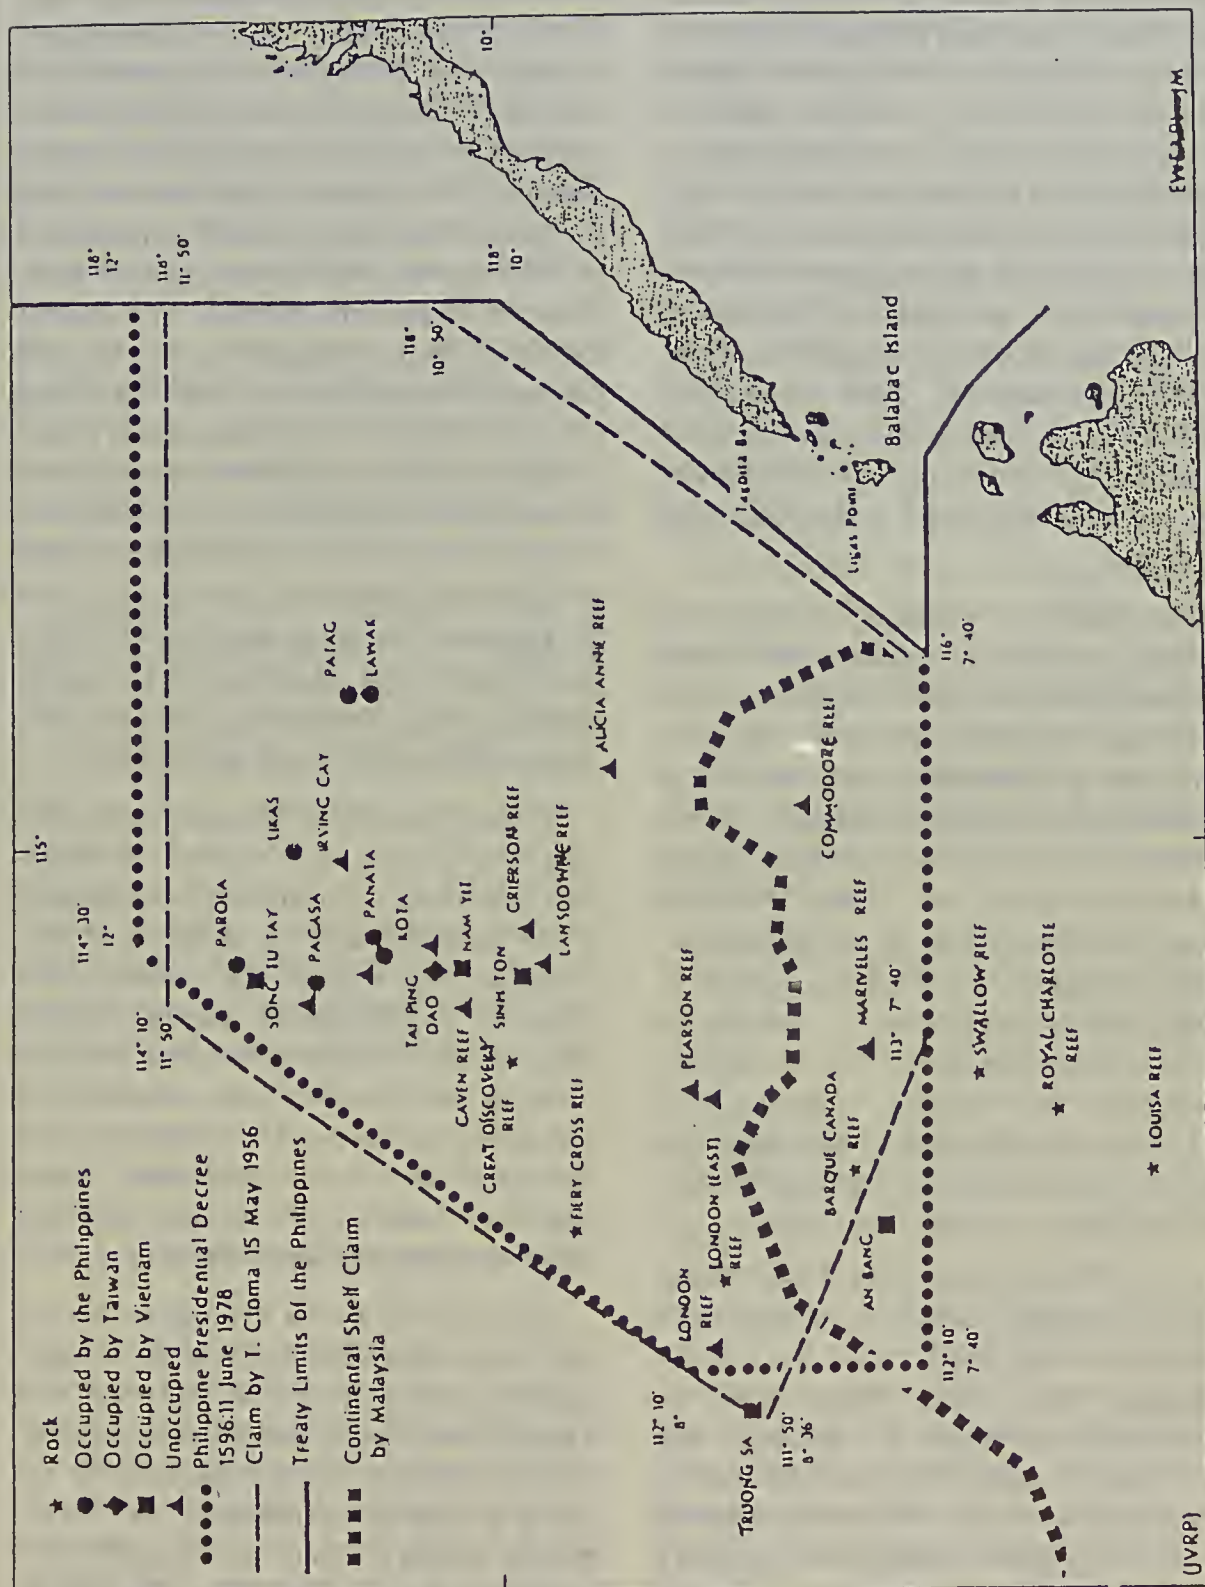 Rock
Occupied by the Philippines
Occupied by Taiwan
Occupied by Vietnam
Unoccupied
Philippine Presidential Decree
1596:11 June 1978
Claim by T. Cloma 15 May 1956
Treaty Limits of the Philippines
Continental Shelf Claim
by Malaysia
115°
114° 30'
12°
118°
12°
114° 10'
11° 50'
118°
11° 50'
10°
118°
10 50'
118°
10°
PAROLA
SONG TU TAY
LIKAS
PAGASA
IRVING CAY
PATAG
LAWAK
PANATA
KOTA
TAI PING
DAO
NAM YET
GAVEN REEF
GREAT DISCOVERY
REEF
SINH TON
GRIERSON REEF
LANSDOWNE REEF
FIERY CROSS REEF
ALICIA ANNE REEF
Balabac Island
Ligas Point
PEARSON REEF
LONDON
REEF
LONDON (EAST)
REEF
COMMODORE REEF
BARQUE CANADA
REEF
MARIVELES REEF
113° 7° 40'
AN BANG
TRUONG SA
112° 10'
8°
111° 50'
8° 36'
112° 10'
7° 40'
116°
7° 40'
SWALLOW REEF
ROYAL CHARLOTTE
REEF
LOUISA REEF
(JVRP)